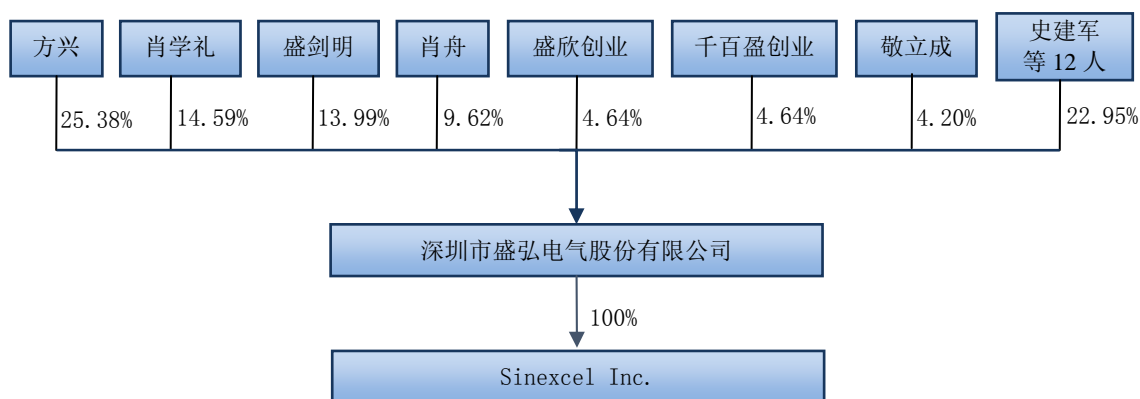 方兴
肖学礼
盛剑明
肖舟
盛欣创业
千百盈创业
敬立成
史建军
等 12 人
25.38%
14.59%
13.99%
9.62%
4.64%
4.64%
4.20%
22.95%
深圳市盛弘电气股份有限公司
100%
Sinexcel Inc.